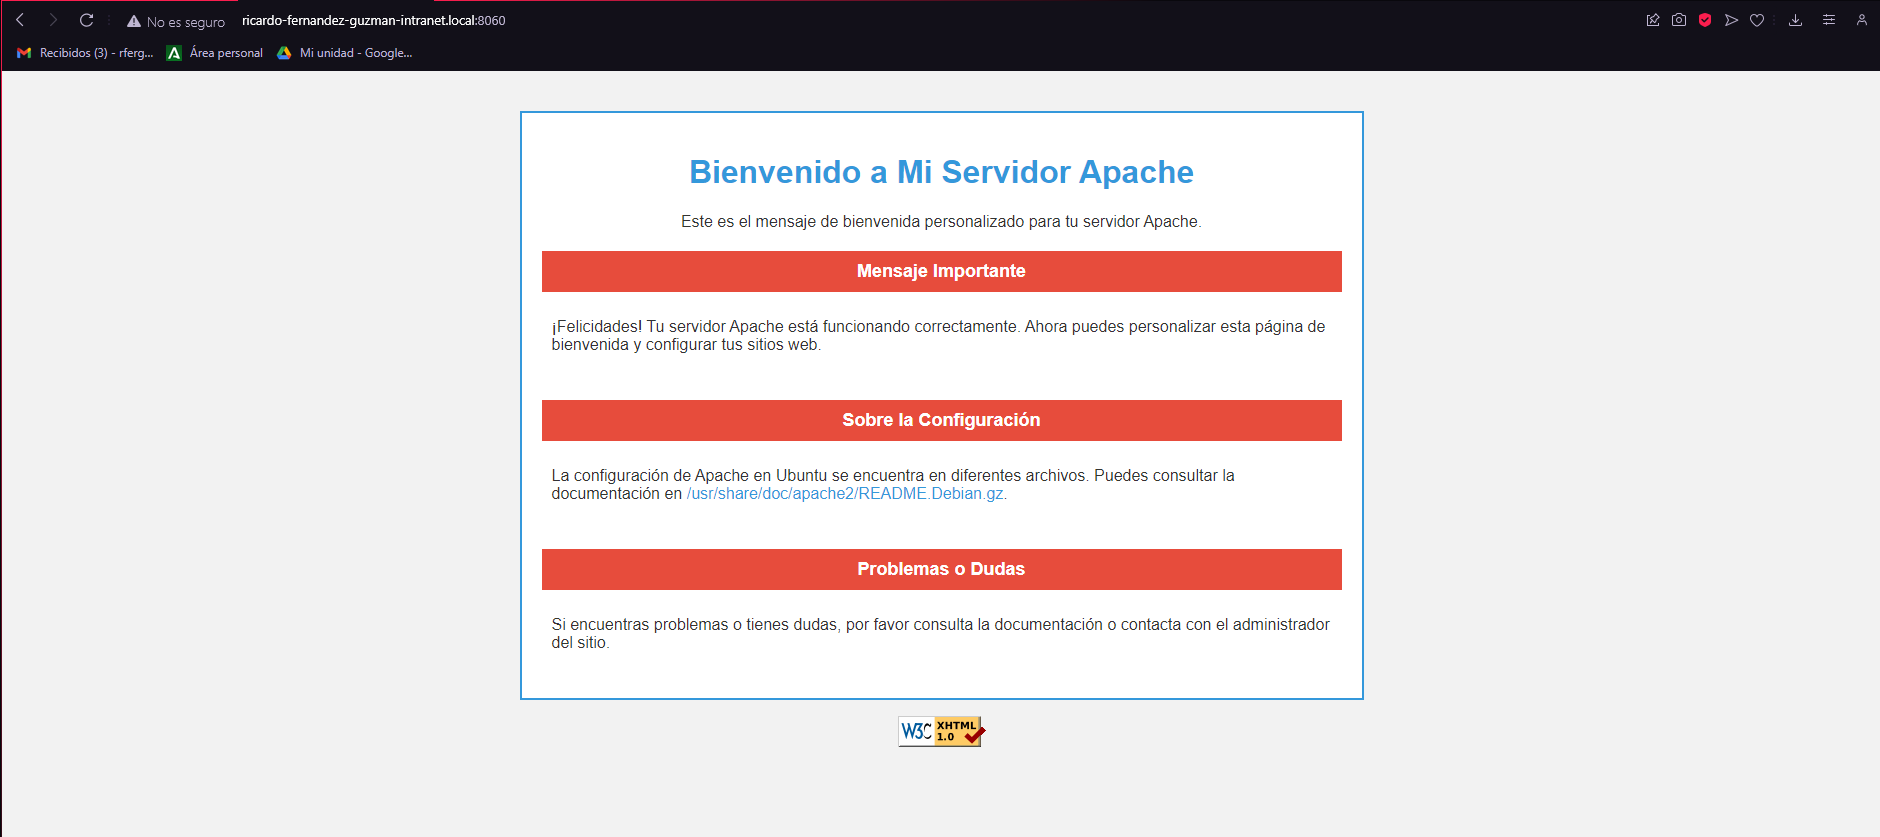 No es seguro ricardo-fernandez-guzman-intranet.local:8060
Recibidos (3) - rferg... Área personal Mi unidad - Google...
Bienvenido a Mi Servidor Apache
Este es el mensaje de bienvenida personalizado para tu servidor Apache.
Mensaje Importante
¡Felicidades! Tu servidor Apache está funcionando correctamente. Ahora puedes personalizar esta página de
bienvenida y configurar tus sitios web.
Sobre la Configuración
La configuración de Apache en Ubuntu se encuentra en diferentes archivos. Puedes consultar la
documentación en /usr/share/doc/apache2/README.Debian.gz.
Problemas o Dudas
Si encuentras problemas o tienes dudas, por favor consulta la documentación o contacta con el administrador
del sitio.
W3C XHTML
1.0